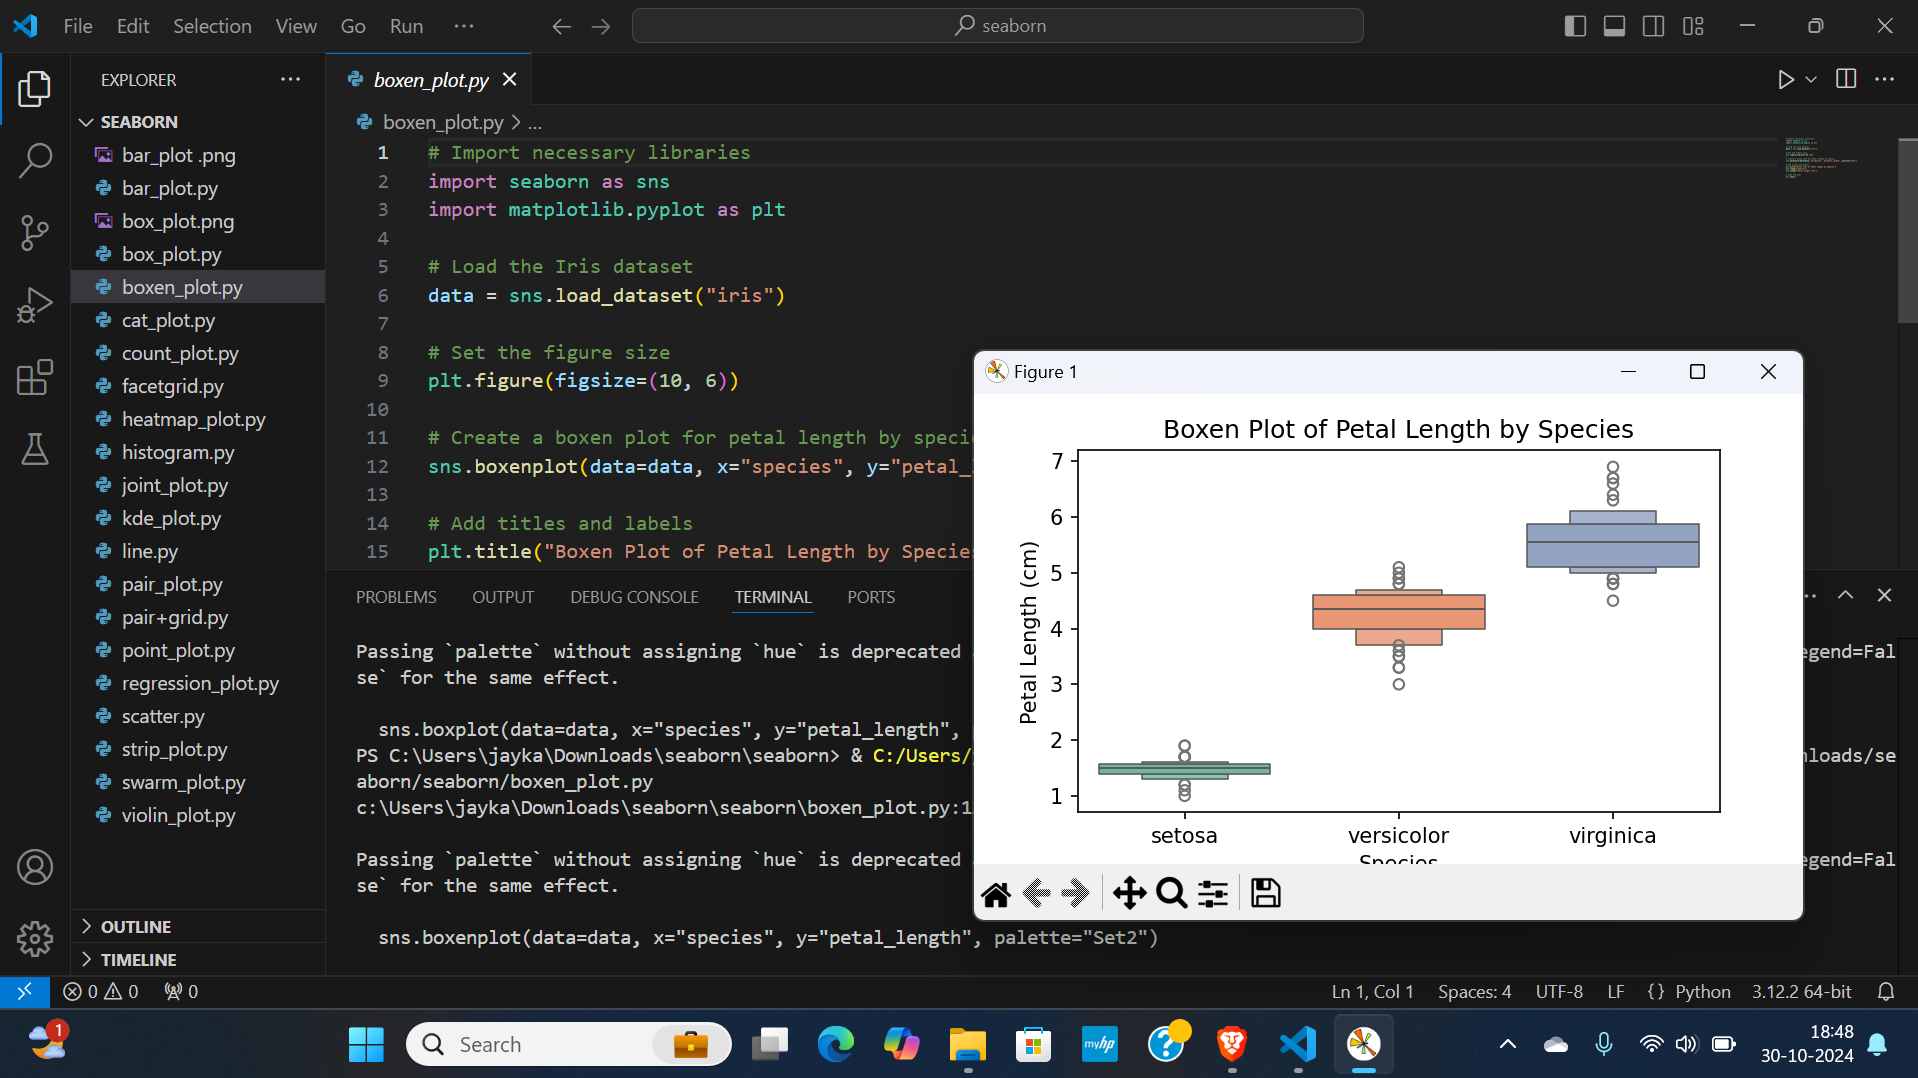 File Edit Selection View Go Run ···
seaborn
EXPLORER
SEABORN
bar_plot .png
bar_plot.py
box_plot.png
box_plot.py
boxen_plot.py
cat_plot.py
count_plot.py
facetgrid.py
heatmap_plot.py
histogram.py
joint_plot.py
kde_plot.py
line.py
pair_plot.py
pair+grid.py
point_plot.py
regression_plot.py
scatter.py
strip_plot.py
swarm_plot.py
violin_plot.py
OUTLINE
TIMELINE
boxen_plot.py
boxen_plot.py > ...
1 # Import necessary libraries
2 import seaborn as sns
3 import matplotlib.pyplot as plt
4
5 # Load the Iris dataset
6 data = sns.load_dataset("iris")
7
8 # Set the figure size
9 plt.figure(figsize=(10, 6))
10
11 # Create a boxen plot for petal length by speci
12 sns.boxenplot(data=data, x="species", y="petal_
13
14 # Add titles and labels
15 plt.title("Boxen Plot of Petal Length by Species
PROBLEMS OUTPUT DEBUG CONSOLE TERMINAL PORTS
Passing `palette` without assigning `hue` is deprecated egend=Fal
se` for the same effect.
sns.boxplot(data=data, x="species", y="petal_length",
PS C:\Users\jayka\Downloads\seaborn\seaborn> & C:/Users/ nloads/se
aborn/seaborn/boxen_plot.py
c:\Users\jayka\Downloads\seaborn\seaborn\boxen_plot.py:1
Passing `palette` without assigning `hue` is deprecated egend=Fal
se` for the same effect.
sns.boxenplot(data=data, x="species", y="petal_length", palette="Set2")
Figure 1
Boxen Plot of Petal Length by Species
Petal Length (cm)
7
6
5
4
3
2
1
setosa versicolor virginica
Species
0 0 0
Ln 1, Col 1 Spaces: 4 UTF-8 LF {} Python 3.12.2 64-bit
1
Search
myhp
18:48
30-10-2024